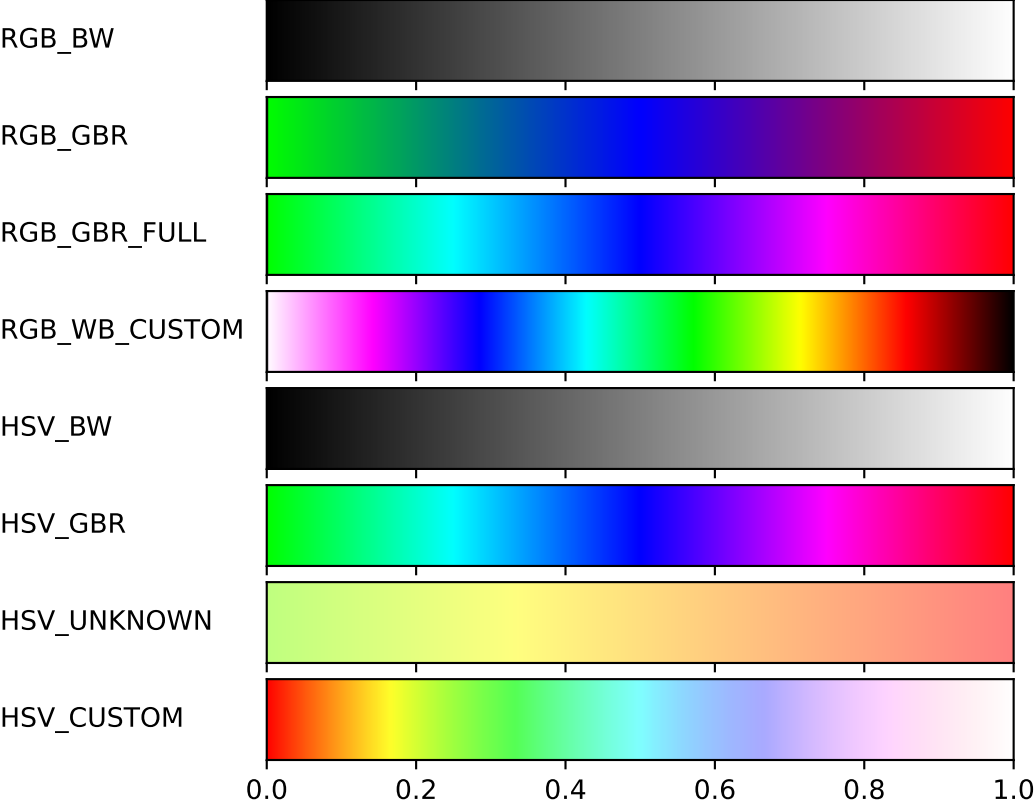 RGB_BW
RGB_GBR
RGB_GBR_FULL
RGB_WB_CUSTOM
HSV_BW
HSV_GBR
HSV_UNKNOWN
HSV_CUSTOM
0.0 0.2 0.4 0.6 0.8 1.0